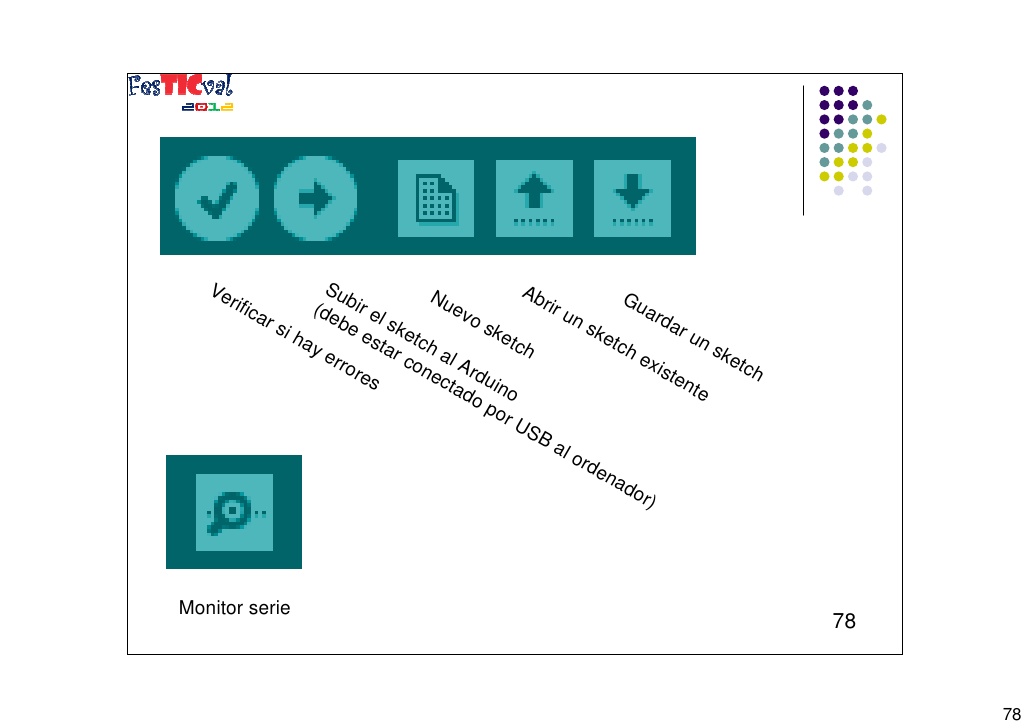 FesTICval
2012
Verificar si hay errores
Subir el sketch al Arduino
(debe estar conectado por USB al ordenador)
Nuevo sketch
Abrir un sketch existente
Guardar un sketch
Monitor serie
78
78